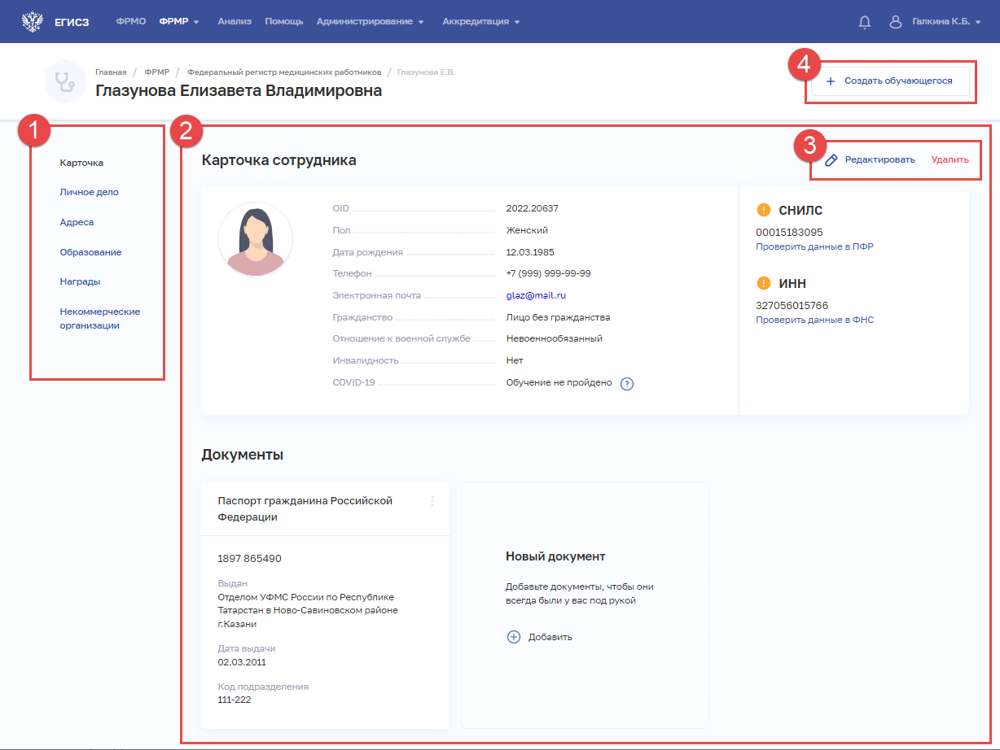 ЕГИСЗ
ФРМО ФРМР Анализ Помощь Администрирование Аккредитация
Галкина К.Б.
Главная / ФРМР / Федеральный регистр медицинских работников / Глазунова Е.В.
Глазунова Елизавета Владимировна
4
+ Создать обучающегося
1
Карточка
Личное дело
Адреса
Образование
Награды
Некоммерческие
организации
2
Карточка сотрудника
3
Редактировать Удалить
OID 2022.20637
Пол Женский
Дата рождения 12.03.1985
Телефон +7 (999) 999-99-99
Электронная почта glaz@mail.ru
Гражданство Лицо без гражданства
Отношение к военной службе Невоеннообязанный
Инвалидность Нет
COVID-19 Обучение не пройдено ?
! СНИЛС
00015183095
Проверить данные в ПФР
! ИНН
327056015766
Проверить данные в ФНС
Документы
Паспорт гражданина Российской
Федерации
1897 865490
Выдан
Отделом УФМС России по Республике
Татарстан в Ново-Савиновском районе
г.Казани
Дата выдачи
02.03.2011
Код подразделения
111-222
Новый документ
Добавьте документы, чтобы они
всегда были у вас под рукой
+ Добавить